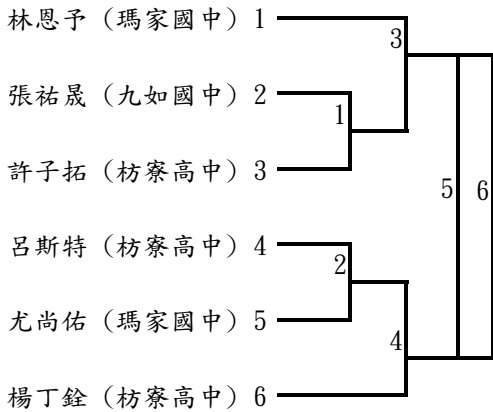 林恩予（瑪家國中）1
3
張祐晟（九如國中）2
1
許子拓（枋寮高中）3
5 6
呂斯特（枋寮高中）4
2
尤尚佑（瑪家國中）5
4
楊丁銓（枋寮高中）6